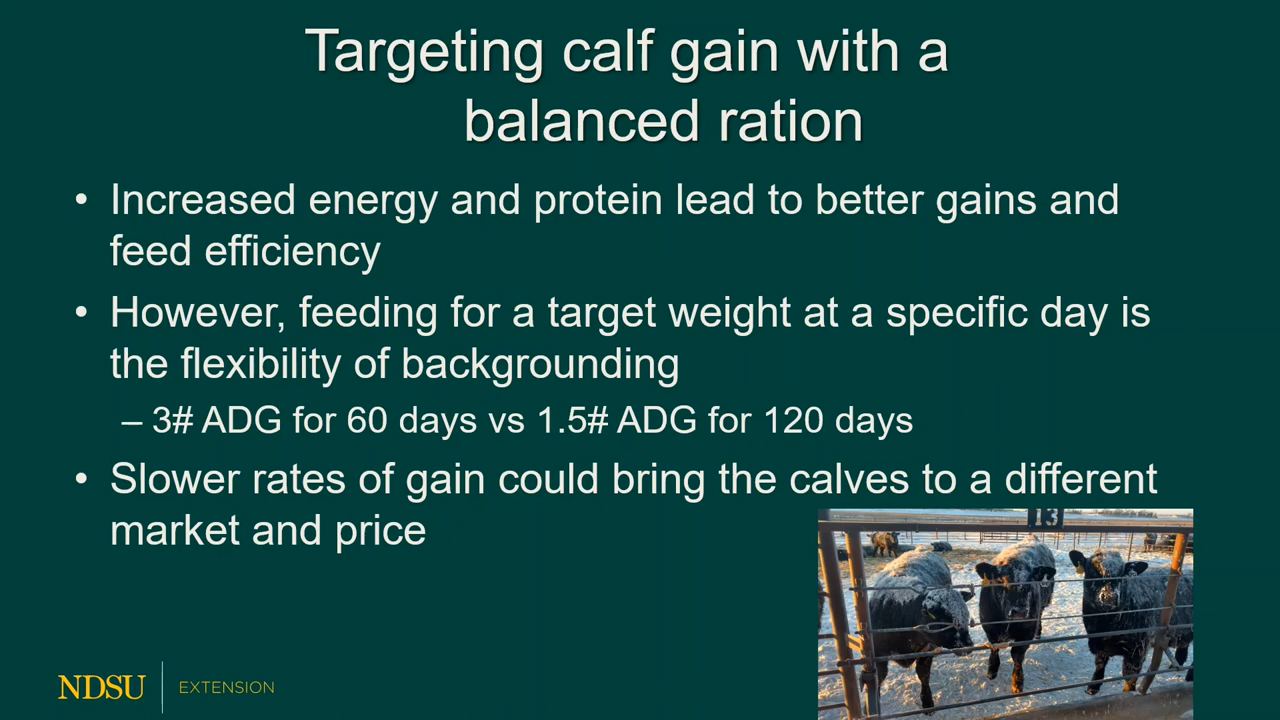 Targeting calf gain with a
balanced ration
• Increased energy and protein lead to better gains and
feed efficiency
• However, feeding for a target weight at a specific day is
the flexibility of backgrounding
– 3# ADG for 60 days vs 1.5# ADG for 120 days
• Slower rates of gain could bring the calves to a different
market and price
13
NDSU EXTENSION